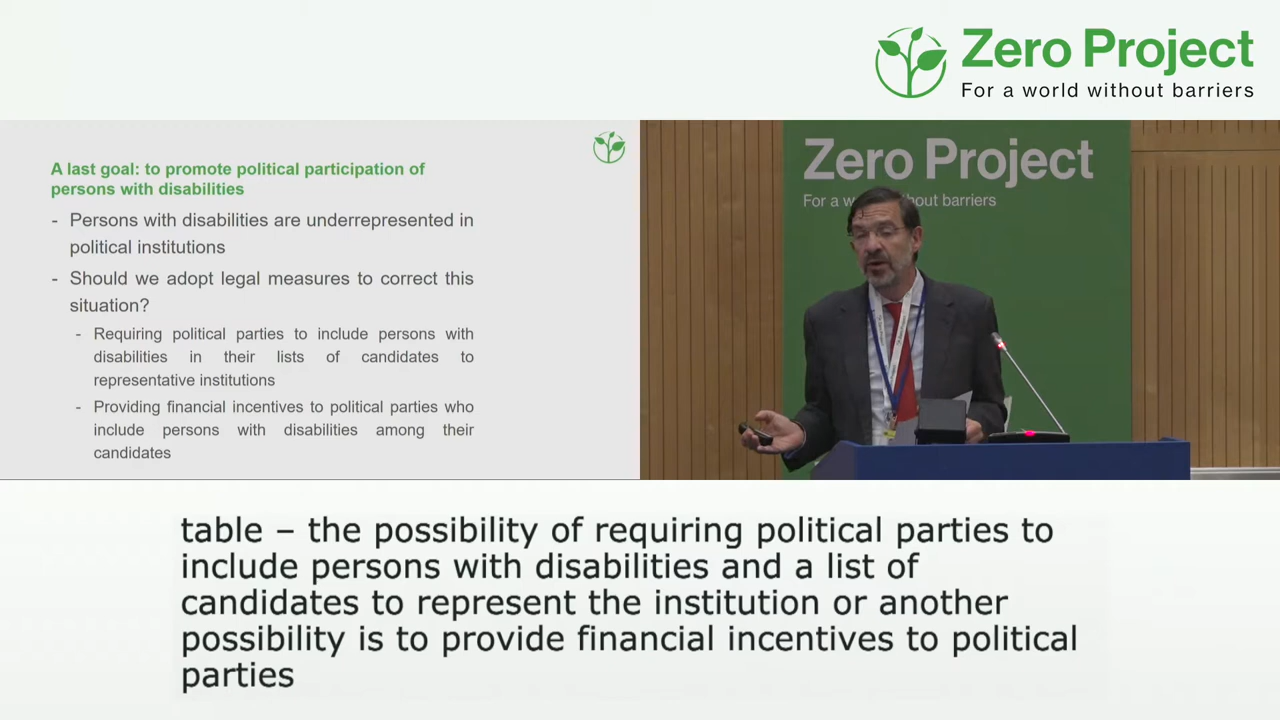 Zero Project
For a world without barriers
A last goal: to promote political participation of
persons with disabilities
- Persons with disabilities are underrepresented in
political institutions
- Should we adopt legal measures to correct this
situation?
- Requiring political parties to include persons with
disabilities in their lists of candidates to
representative institutions
- Providing financial incentives to political parties who
include persons with disabilities among their
candidates
Zero Project
For a w hout barriers
table – the possibility of requiring political parties to
include persons with disabilities and a list of
candidates to represent the institution or another
possibility is to provide financial incentives to political
parties